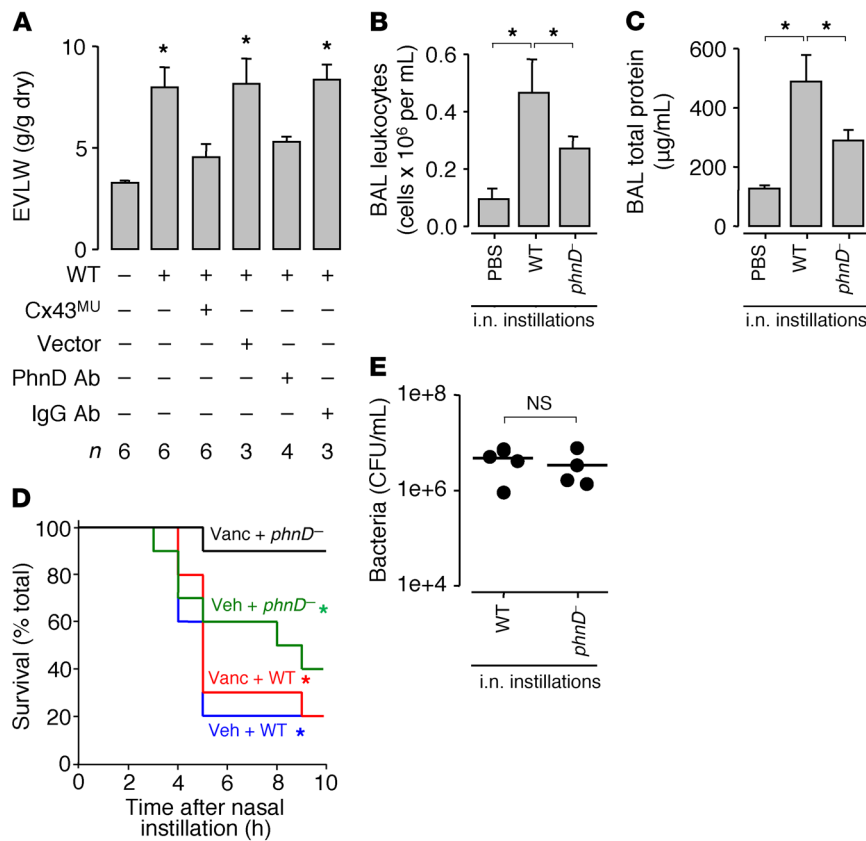 A
EVLW (g/g dry)
10
5
0
* * *
WT – + + + + +
Cx43MU – – + – – –
Vector – – – + – –
PhnD Ab – – – – + –
IgG Ab – – – – – +
n 6 6 6 3 4 3
B
BAL leukocytes
(cells x 10⁶ per mL)
0.6
0.4
0.2
0.0
* *
PBS
WT
phnD–
i.n. instillations
C
BAL total protein
(µg/mL)
600
400
200
0
* *
PBS
WT
phnD–
i.n. instillations
D
Survival (% total)
100
80
60
40
20
0
Vanc + phnD–
Veh + phnD– *
Vanc + WT *
Veh + WT *
0 2 4 6 8 10
Time after nasal
instillation (h)
E
Bacteria (CFU/mL)
1e+8
1e+6
1e+4
NS
WT
phnD–
i.n. instillations